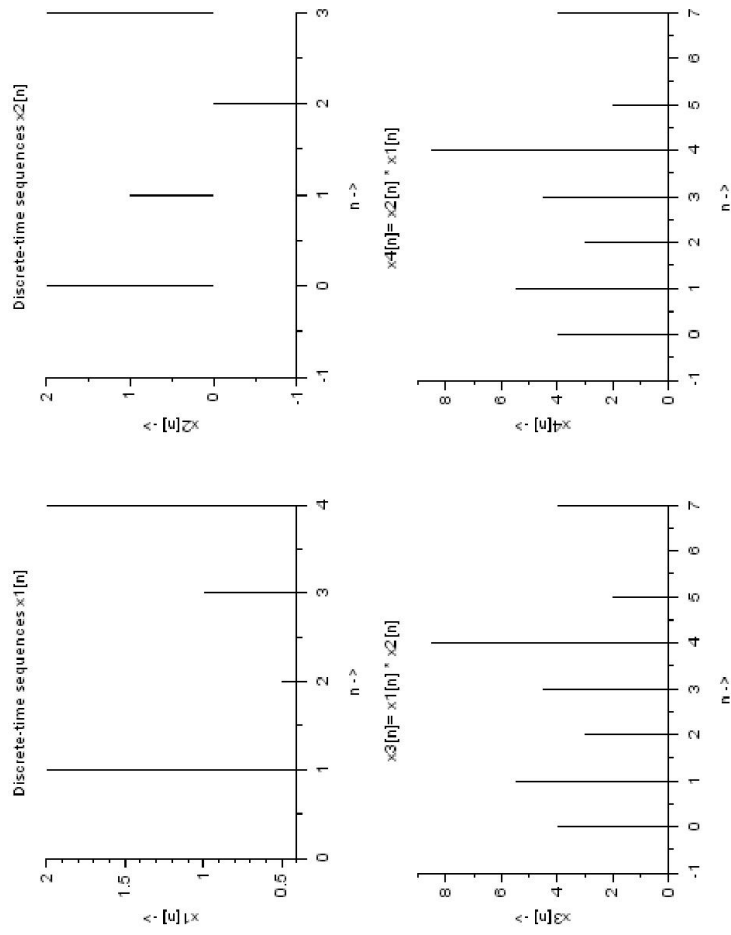 Discrete-time sequences x1[n]
2
1.5
1
0.5
x1[n] ->
0 1 2 3 4
n ->
Discrete-time sequences x2[n]
2
1
0
-1
x2[n] ->
-1 0 1 2 3
n ->
x3[n]= x1[n] * x2[n]
8
6
4
2
0
x3[n] ->
-1 0 1 2 3 4 5 6 7
n ->
x4[n]= x2[n] * x1[n]
8
6
4
2
0
x4[n] ->
-1 0 1 2 3 4 5 6 7
n ->